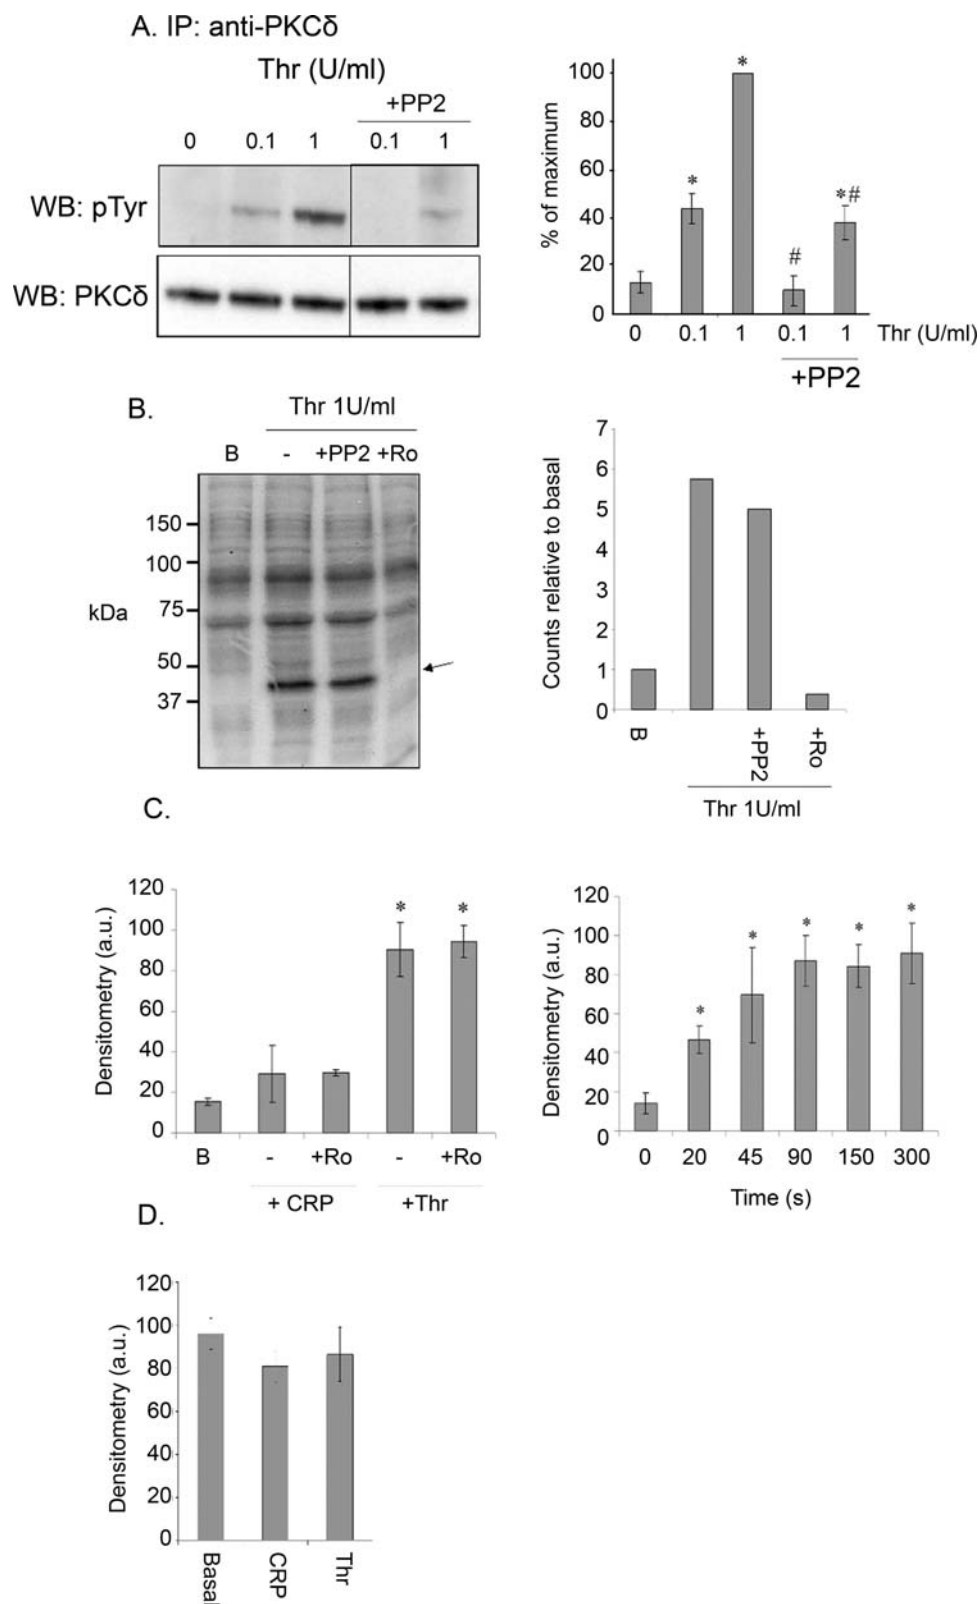 A. IP: anti-PKCδ
Thr (U/ml)
+PP2
0 0.1 1 0.1 1
WB: pTyr
WB: PKCδ
% of maximum
100
80
60
40
20
0
* * # *#
0 0.1 1 0.1 1 Thr (U/ml)
+PP2
B.
Thr 1U/ml
B - +PP2 +Ro
kDa
150
100
75
50
37
Counts relative to basal
7
6
5
4
3
2
1
0
B +PP2 +Ro
Thr 1U/ml
C.
Densitometry (a.u.)
120
100
80
60
40
20
0
* *
B - +Ro - +Ro
+ CRP +Thr
Densitometry (a.u.)
120
100
80
60
40
20
0
* * * * *
0 20 45 90 150 300
Time (s)
D.
Densitometry (a.u.)
120
100
80
60
40
20
0
Basal CRP Thr